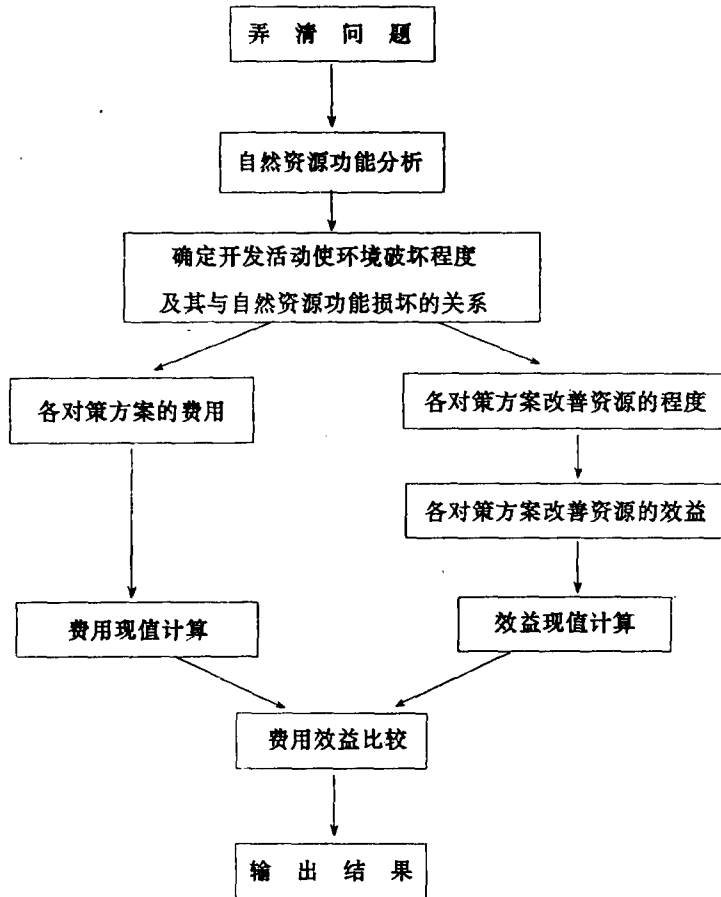 弄清问题
自然资源功能分析
确定开发活动使环境破坏程度
及其与自然资源功能损坏的关系
各对策方案的费用
各对策方案改善资源的程度
各对策方案改善资源的效益
费用现值计算
效益现值计算
费用效益比较
输出结果